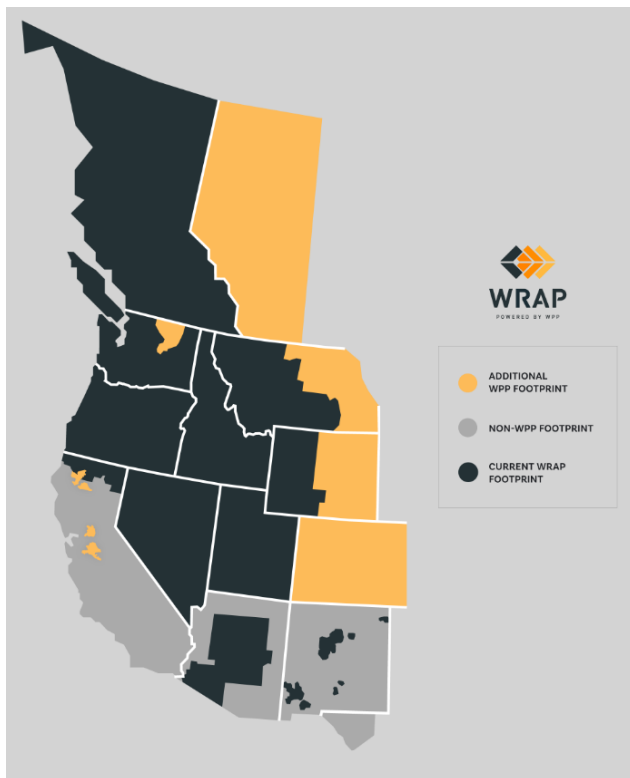 WRAP
POWERED BY WPP
ADDITIONAL
WPP FOOTPRINT
NON-WPP FOOTPRINT
CURRENT WRAP
FOOTPRINT